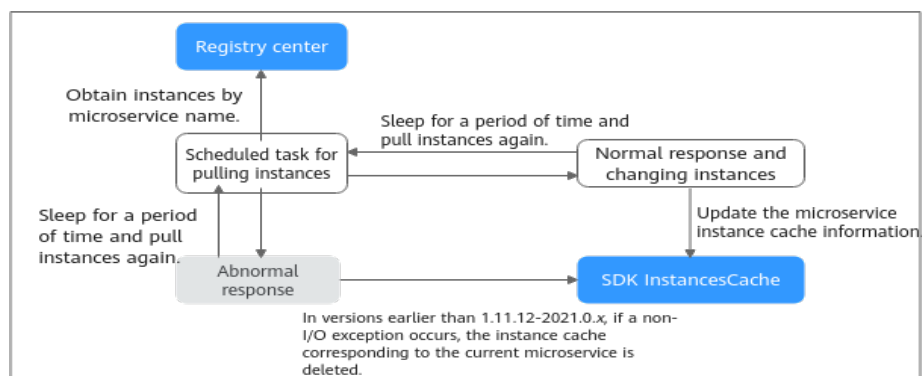 Registry center
Obtain instances by
microservice name.
Sleep for a period of time and
pull instances again.
Scheduled task for
pulling instances
Normal response and
changing instances
Sleep for a period
of time and pull
instances again.
Update the microservice
instance cache information.
Abnormal
response
SDK InstancesCache
In versions earlier than 1.11.12-2021.0.x, if a non-
I/O exception occurs, the instance cache
corresponding to the current microservice is
deleted.